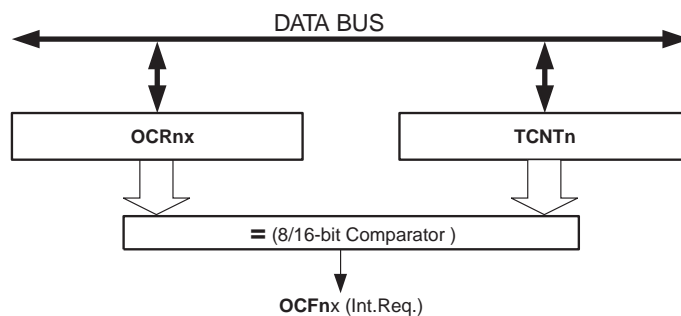 DATA BUS
OCRnx
TCNTn
= (8/16-bit Comparator )
OCFnx (Int.Req.)